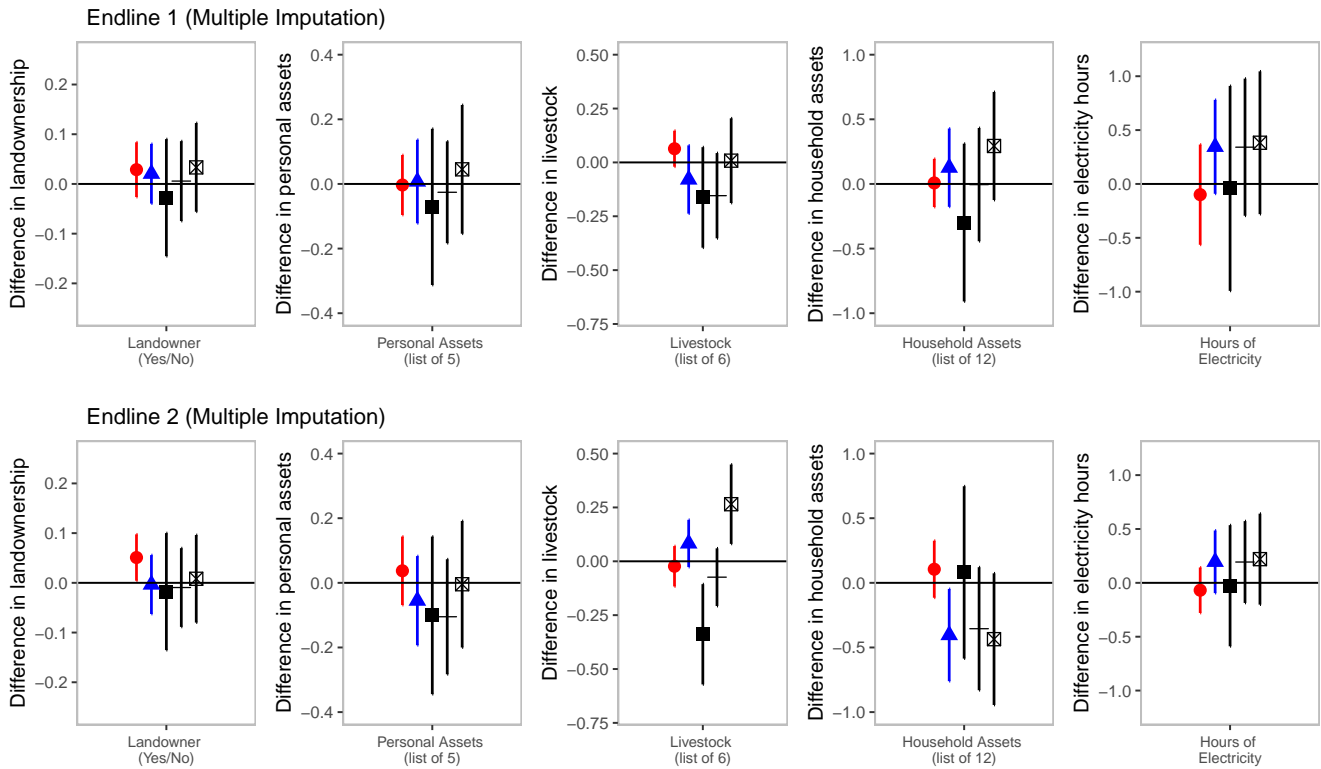 Endline 1 (Multiple Imputation)
Difference in landownership
0.2
0.1
0.0
−0.1
−0.2
Landowner
(Yes/No)
Difference in personal assets
0.4
0.2
0.0
−0.2
−0.4
Personal Assets
(list of 5)
Difference in livestock
0.50
0.25
0.00
−0.25
−0.50
−0.75
Livestock
(list of 6)
Difference in household assets
1.0
0.5
0.0
−0.5
−1.0
Household Assets
(list of 12)
Difference in electricity hours
1.0
0.5
0.0
−0.5
−1.0
Hours of
Electricity
Endline 2 (Multiple Imputation)
Difference in landownership
0.2
0.1
0.0
−0.1
−0.2
Landowner
(Yes/No)
Difference in personal assets
0.4
0.2
0.0
−0.2
−0.4
Personal Assets
(list of 5)
Difference in livestock
0.50
0.25
0.00
−0.25
−0.50
−0.75
Livestock
(list of 6)
Difference in household assets
1.0
0.5
0.0
−0.5
−1.0
Household Assets
(list of 12)
Difference in electricity hours
1.0
0.5
0.0
−0.5
−1.0
Hours of
Electricity